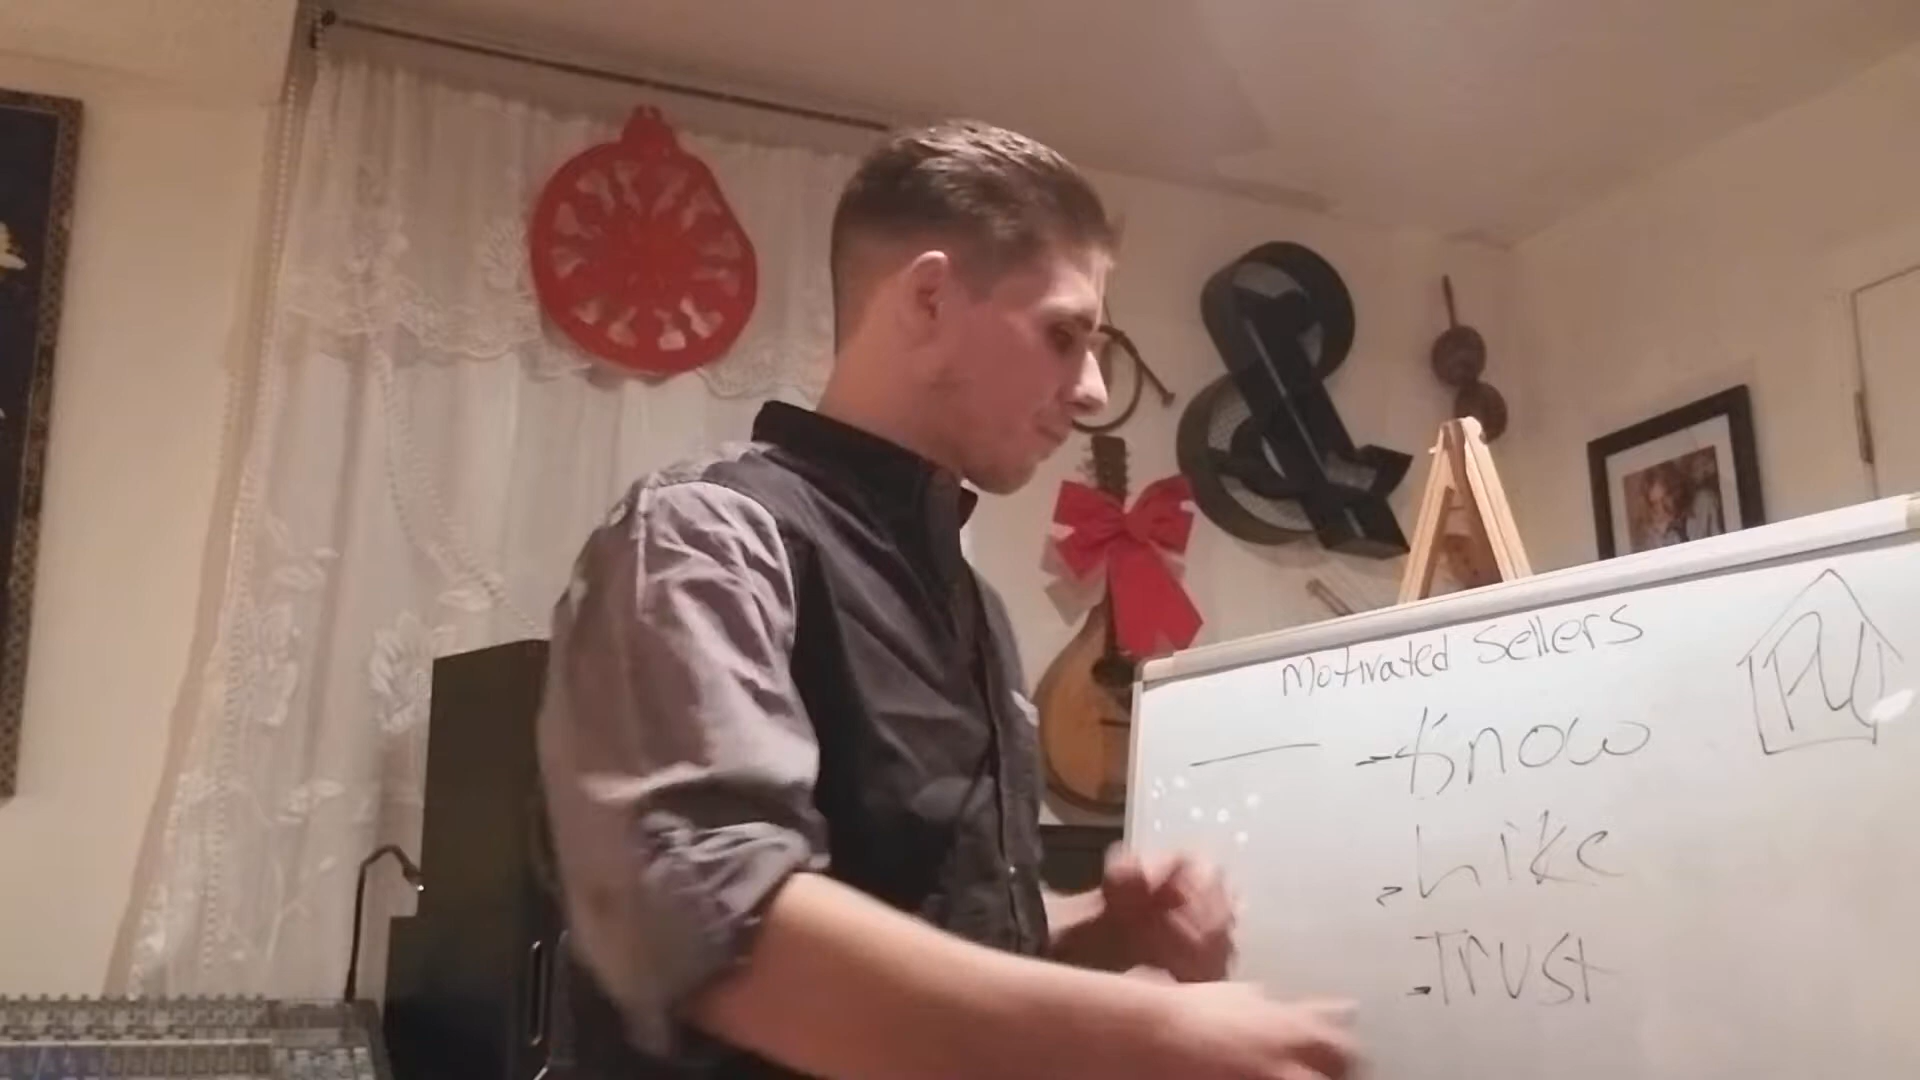 Motivated Sellers
- Know
- Like
- Trust
&